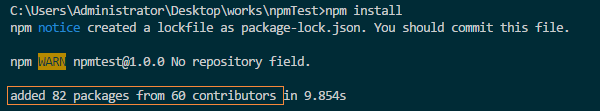 C:\Users\Administrator\Desktop\works\npmTest>npm install
npm notice created a lockfile as package-lock.json. You should commit this file.
npm WARN npmtest@1.0.0 No repository field.
added 82 packages from 60 contributors in 9.854s